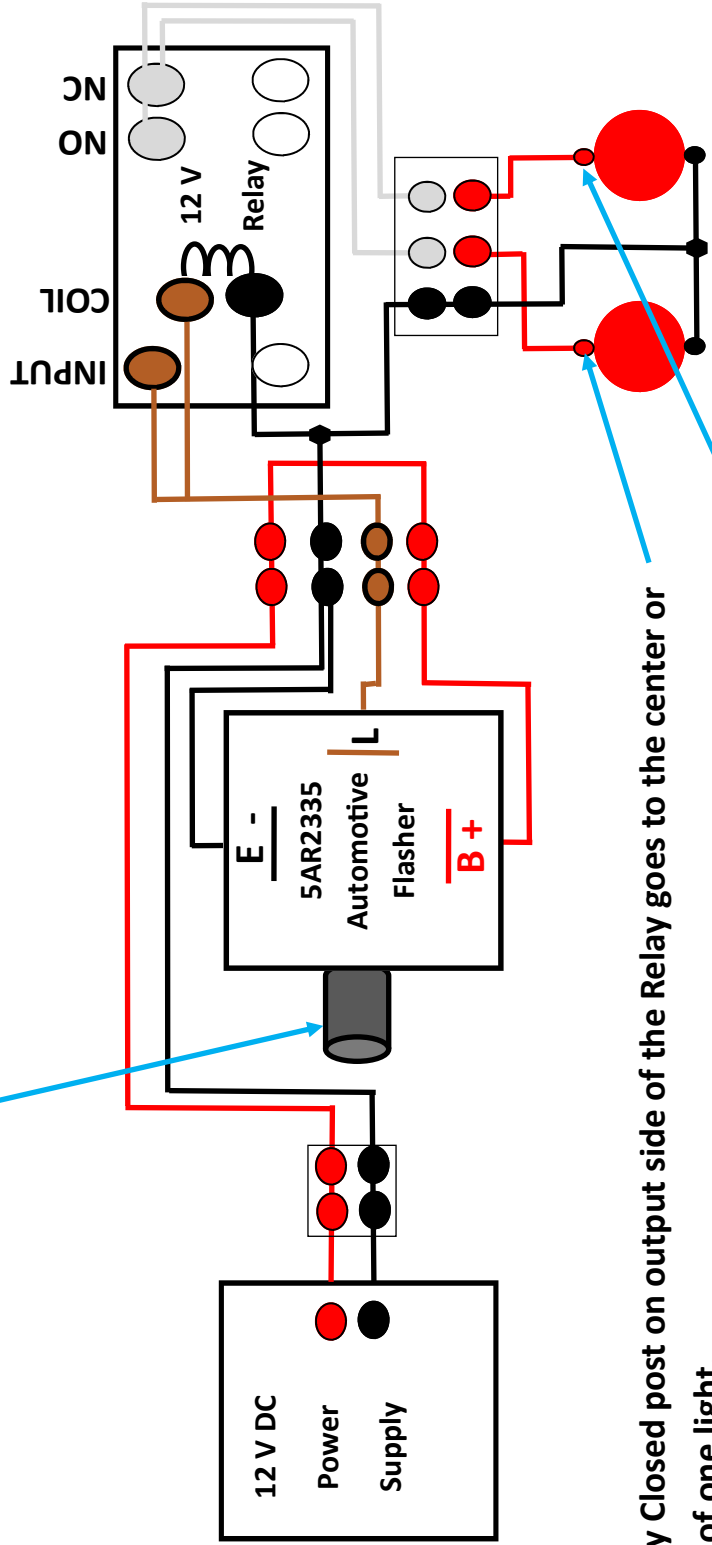 12 V DC
Power
Supply
E -
5AR2335
Automotive
Flasher
B +
L
INPUT
COIL
NO
NC
12 V
Relay
y Closed post on output side of the Relay goes to the center or
of one light